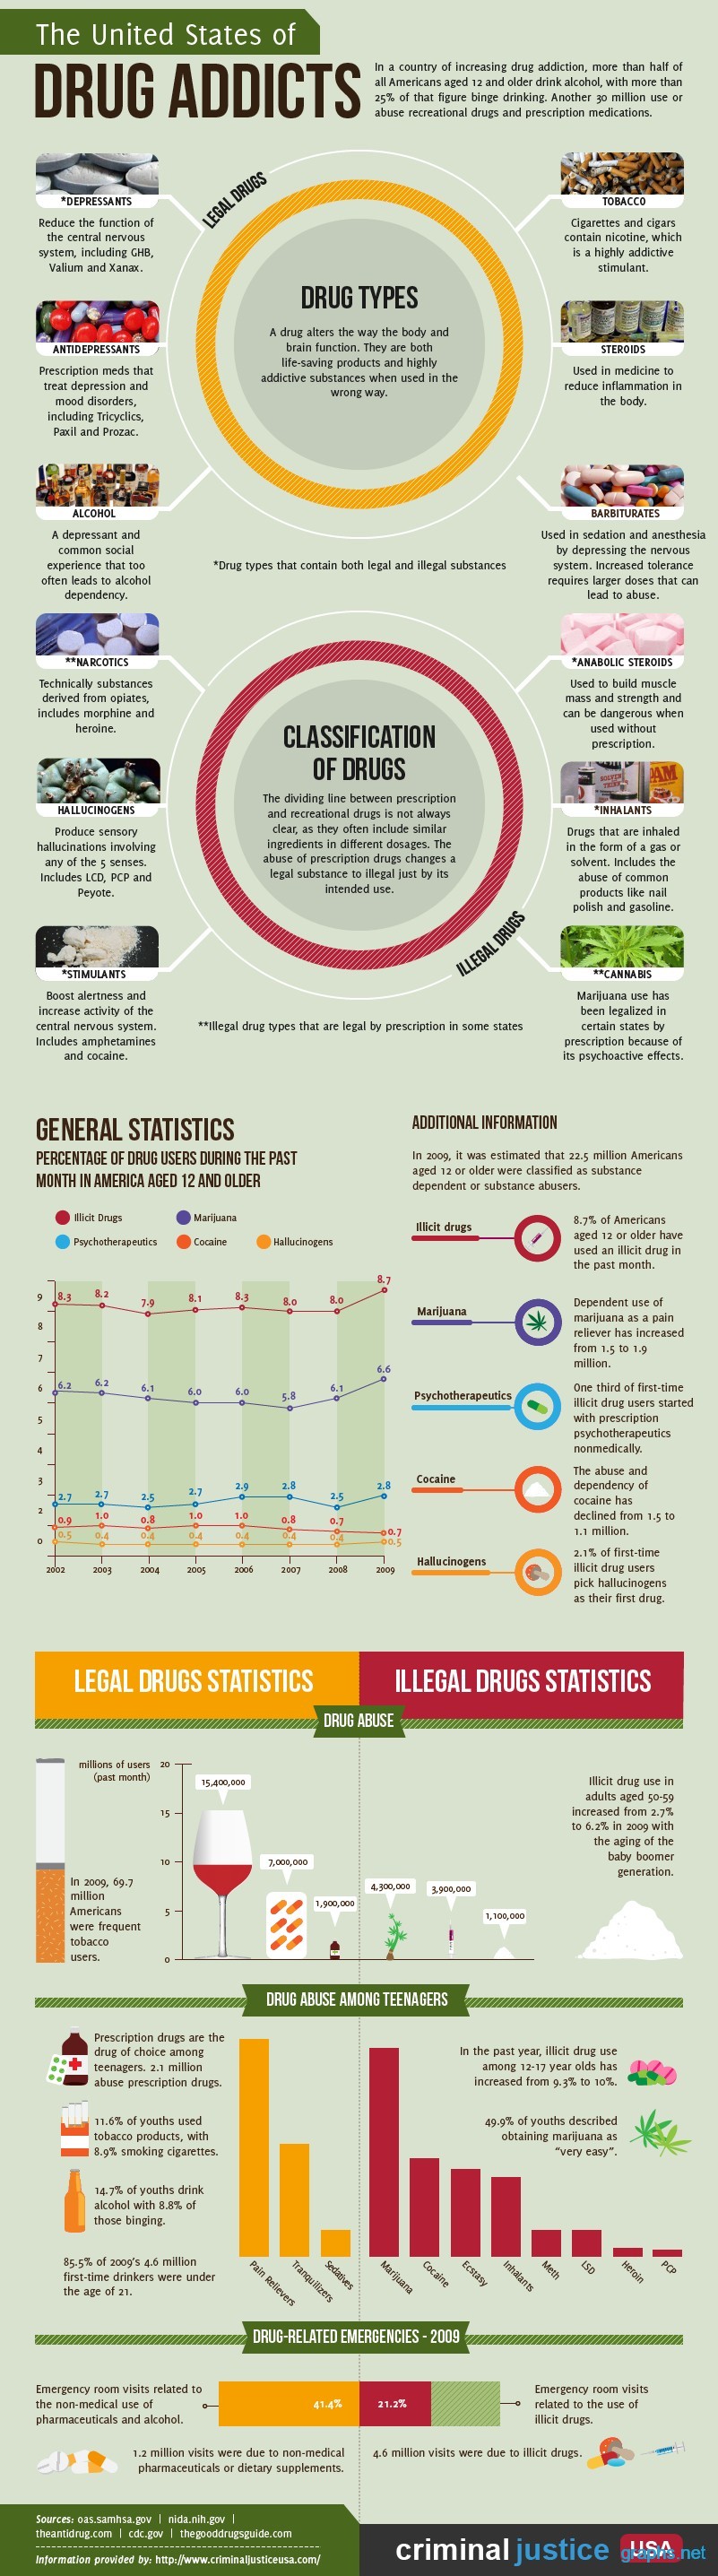 The United States of
DRUG ADDICTS
In a country of increasing drug addiction, more than half of
all Americans aged 12 and older drink alcohol, with more than
25% of that figure binge drinking. Another 30 million use or
abuse recreational drugs and prescription medications.
LEGAL DRUGS
*DEPRESSANTS
Reduce the function of
the central nervous
system, including GHB,
Valium and Xanax.
ANTIDEPRESSANTS
Prescription meds that
treat depression and
mood disorders,
including Tricyclics,
Paxil and Prozac.
ALCOHOL
A depressant and
common social
experience that too
often leads to alcohol
dependency.
DRUG TYPES
A drug alters the way the body and
brain function. They are both
life-saving products and highly
addictive substances when used in the
wrong way.
TOBACCO
Cigarettes and cigars
contain nicotine, which
is a highly addictive
stimulant.
STEROIDS
Used in medicine to
reduce inflammation in
the body.
BARBITURATES
Used in sedation and anesthesia
by depressing the nervous
system. Increased tolerance
requires larger doses that can
lead to abuse.
*Drug types that contain both legal and illegal substances
**NARCOTICS
Technically substances
derived from opiates,
includes morphine and
heroine.
HALLUCINOGENS
Produce sensory
hallucinations involving
any of the 5 senses.
Includes LCD, PCP and
Peyote.
*STIMULANTS
Boost alertness and
increase activity of the
central nervous system.
Includes amphetamines
and cocaine.
CLASSIFICATION
OF DRUGS
The dividing line between prescription
and recreational drugs is not always
clear, as they often include similar
ingredients in different dosages. The
abuse of prescription drugs changes a
legal substance to illegal just by its
intended use.
ILLEGAL DRUGS
*ANABOLIC STEROIDS
Used to build muscle
mass and strength and
can be dangerous when
used without
prescription.
*INHALANTS
Drugs that are inhaled
in the form of a gas or
solvent. Includes the
abuse of common
products like nail
polish and gasoline.
**CANNABIS
Marijuana use has
been legalized in
certain states by
prescription because of
its psychoactive effects.
**Illegal drug types that are legal by prescription in some states
GENERAL STATISTICS
PERCENTAGE OF DRUG USERS DURING THE PAST
MONTH IN AMERICA AGED 12 AND OLDER
Illicit Drugs
Marijuana
Psychotherapeutics
Cocaine
Hallucinogens
9
8
7
6
5
4
3
2
0
8.3 8.2 7.9 8.1 8.3 8.0 8.0 8.7
6.2 6.2 6.1 6.0 6.0 5.8 6.1 6.6
2.7 2.7 2.5 2.7 2.9 2.8 2.5 2.8
0.9 1.0 0.8 1.0 1.0 0.8 0.7 0.7
0.5 0.4 0.4 0.4 0.4 0.4 0.4 0.5
2002 2003 2004 2005 2006 2007 2008 2009
ADDITIONAL INFORMATION
In 2009, it was estimated that 22.5 million Americans
aged 12 or older were classified as substance
dependent or substance abusers.
Illicit drugs
8.7% of Americans
aged 12 or older have
used an illicit drug in
the past month.
Marijuana
Dependent use of
marijuana as a pain
reliever has increased
from 1.5 to 1.9
million.
Psychotherapeutics
One third of first-time
illicit drug users started
with prescription
psychotherapeutics
nonmedically.
Cocaine
The abuse and
dependency of
cocaine has
declined from 1.5 to
1.1 million.
Hallucinogens
2.1% of first-time
illicit drug users
pick hallucinogens
as their first drug.
LEGAL DRUGS STATISTICS
ILLEGAL DRUGS STATISTICS
DRUG ABUSE
millions of users
(past month)
20
15
10
5
0
In 2009, 69.7
million
Americans
were frequent
tobacco
users.
15,400,000
7,000,000
1,900,000
4,300,000
3,900,000
1,100,000
Illicit drug use in
adults aged 50-59
increased from 2.7%
to 6.2% in 2009 with
the aging of the
baby boomer
generation.
DRUG ABUSE AMONG TEENAGERS
Prescription drugs are the
drug of choice among
teenagers. 2.1 million
abuse prescription drugs.
11.6% of youths used
tobacco products, with
8.9% smoking cigarettes.
14.7% of youths drink
alcohol with 8.8% of
those binging.
85.5% of 2009's 4.6 million
first-time drinkers were under
the age of 21.
Pain Relievers
Tranquilizers
Sedatives
Marijuana
Cocaine
Ecstasy
Inhalants
Meth
LSD
Heroin
PCP
In the past year, illicit drug use
among 12-17 year olds has
increased from 9.3% to 10%.
49.9% of youths described
obtaining marijuana as
"very easy".
DRUG-RELATED EMERGENCIES - 2009
Emergency room visits related to
the non-medical use of
pharmaceuticals and alcohol.
41.4%
21.2%
Emergency room visits
related to the use of
illicit drugs.
1.2 million visits were due to non-medical
pharmaceuticals or dietary supplements.
4.6 million visits were due to illicit drugs.
Sources: oas.samhsa.gov | nida.nih.gov |
theantidrug.com | cdc.gov | thegooddrugsguide.com
Information provided by: http://www.criminaljusticeusa.com/
criminal justice USA
graphs.net